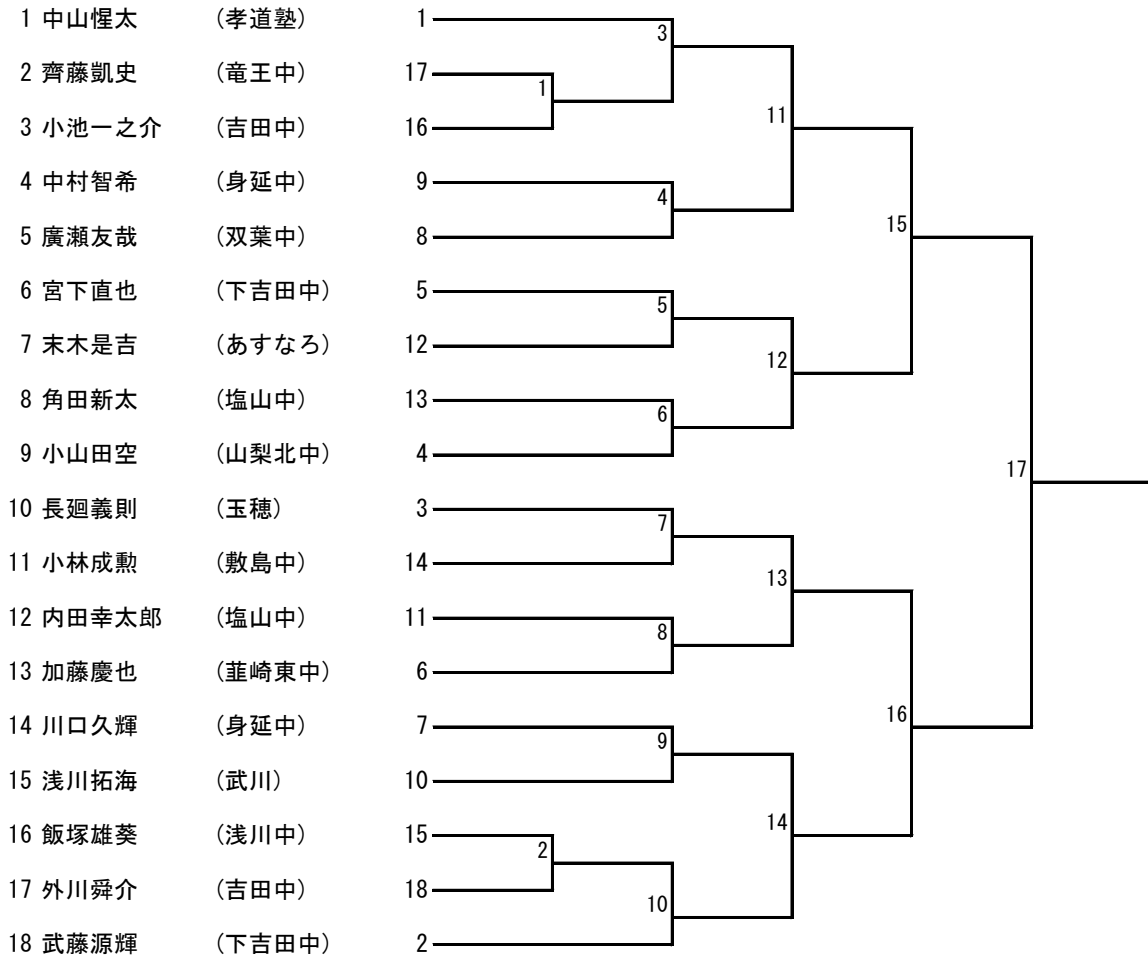 1 中山惺太 (孝道塾) 1
3
2 齊藤凱史 (竜王中) 17
1
3 小池一之介 (吉田中) 16
11
4 中村智希 (身延中) 9
4
5 廣瀬友哉 (双葉中) 8
15
6 宮下直也 (下吉田中) 5
5
7 末木是吉 (あすなろ) 12
12
8 角田新太 (塩山中) 13
6
9 小山田空 (山梨北中) 4
17
10 長廻義則 (玉穂) 3
7
11 小林成勲 (敷島中) 14
13
12 内田幸太郎 (塩山中) 11
8
13 加藤慶也 (韮崎東中) 6
16
14 川口久輝 (身延中) 7
9
15 浅川拓海 (武川) 10
14
16 飯塚雄葵 (浅川中) 15
2
17 外川舜介 (吉田中) 18
10
18 武藤源輝 (下吉田中) 2